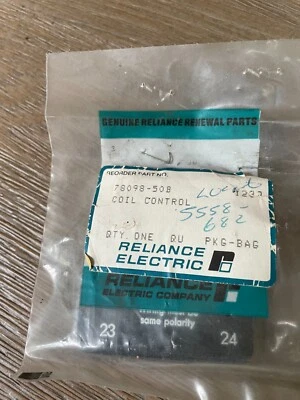 GENUINE RELIANCE RENEWAL PARTS
REORDER PART NO.
78098-50B
COIL CONTROL
5558-
682
QTY ONE QU PKG-BAG
RELIANCE
ELECTRIC
RELIANCE
ELECTRIC COMPANY
same polarity
23 24